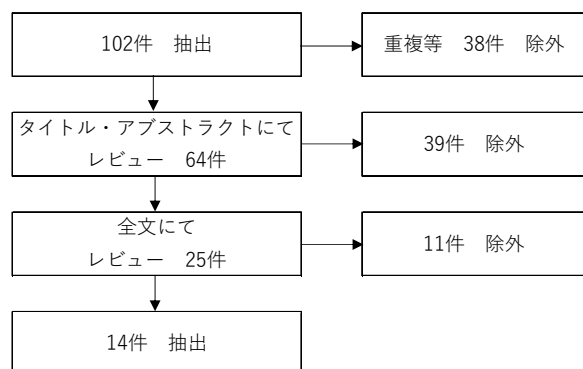 102件　抽出
重複等　38件　除外
タイトル・アブストラクトにて
レビュー　64件
39件　除外
全文にて
レビュー　25件
11件　除外
14件　抽出